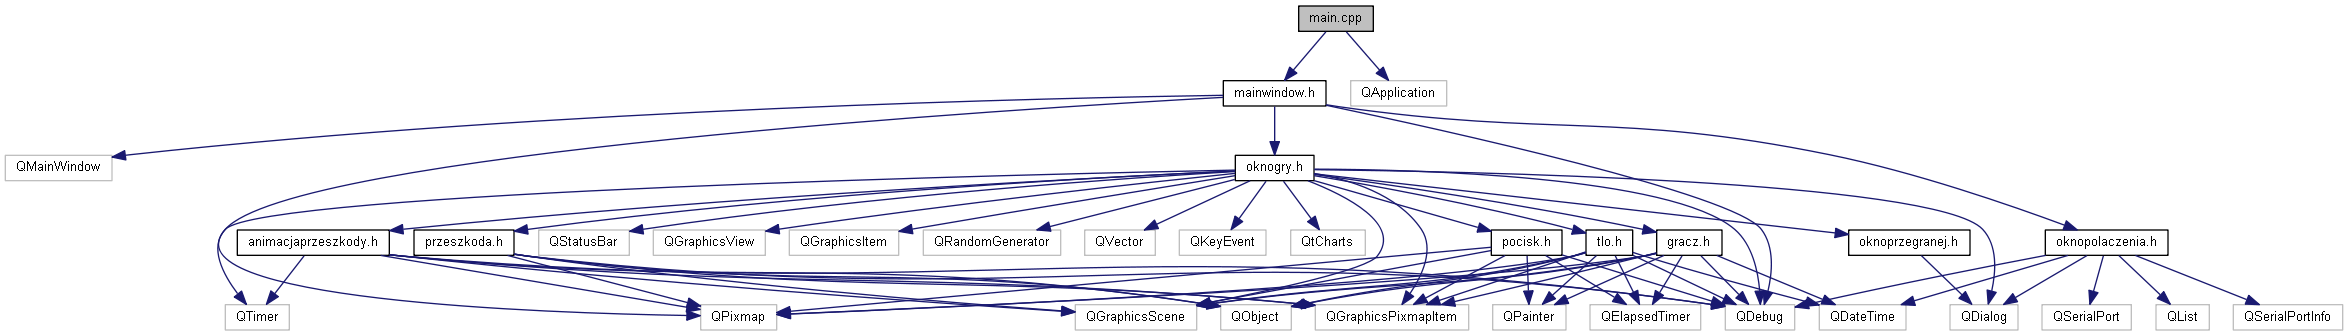 main.cpp
mainwindow.h
QApplication
QMainWindow
oknogry.h
animacjaprzeszkody.h
przeszkoda.h
QStatusBar
QGraphicsView
QGraphicsItem
QRandomGenerator
QVector
QKeyEvent
QtCharts
pocisk.h
tlo.h
gracz.h
oknoprzegranej.h
oknopolaczenia.h
QTimer
QPixmap
QGraphicsScene
QObject
QGraphicsPixmapItem
QPainter
QElapsedTimer
QDebug
QDateTime
QDialog
QSerialPort
QList
QSerialPortInfo